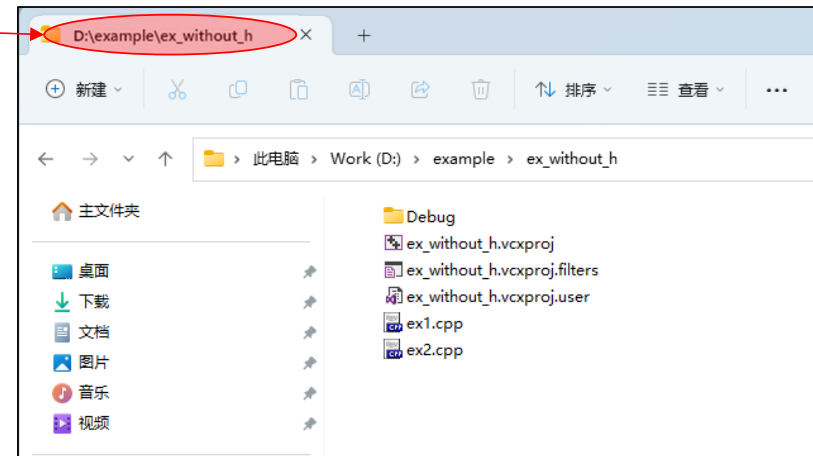 D:\example\ex_without_h
新建 排序 查看
此电脑 › Work (D:) › example › ex_without_h
主文件夹
桌面
下载
文档
图片
音乐
视频
Debug
ex_without_h.vcxproj
ex_without_h.vcxproj.filters
ex_without_h.vcxproj.user
ex1.cpp
ex2.cpp